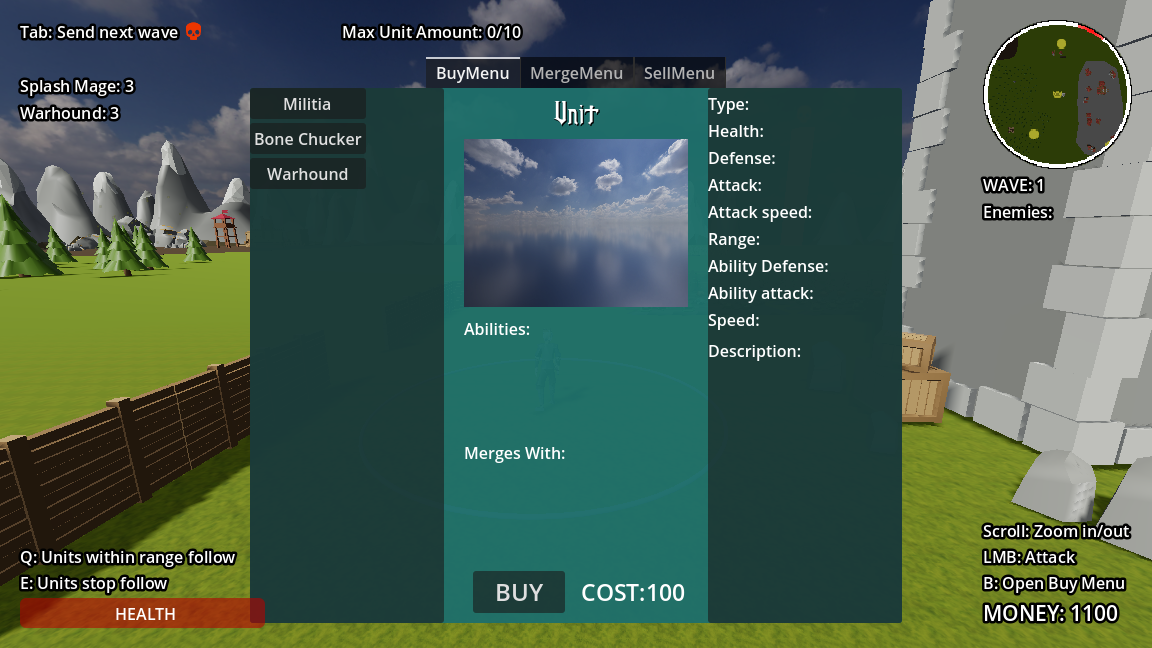 Tab: Send next wave
Max Unit Amount: 0/10
Splash Mage: 3
Warhound: 3
BuyMenu
MergeMenu
SellMenu
Militia
Bone Chucker
Warhound
Unit
Abilities:
Merges With:
BUY
COST:100
Type:
Health:
Defense:
Attack:
Attack speed:
Range:
Ability Defense:
Ability attack:
Speed:
Description:
WAVE: 1
Enemies:
Q: Units within range follow
E: Units stop follow
HEALTH
Scroll: Zoom in/out
LMB: Attack
B: Open Buy Menu
MONEY: 1100